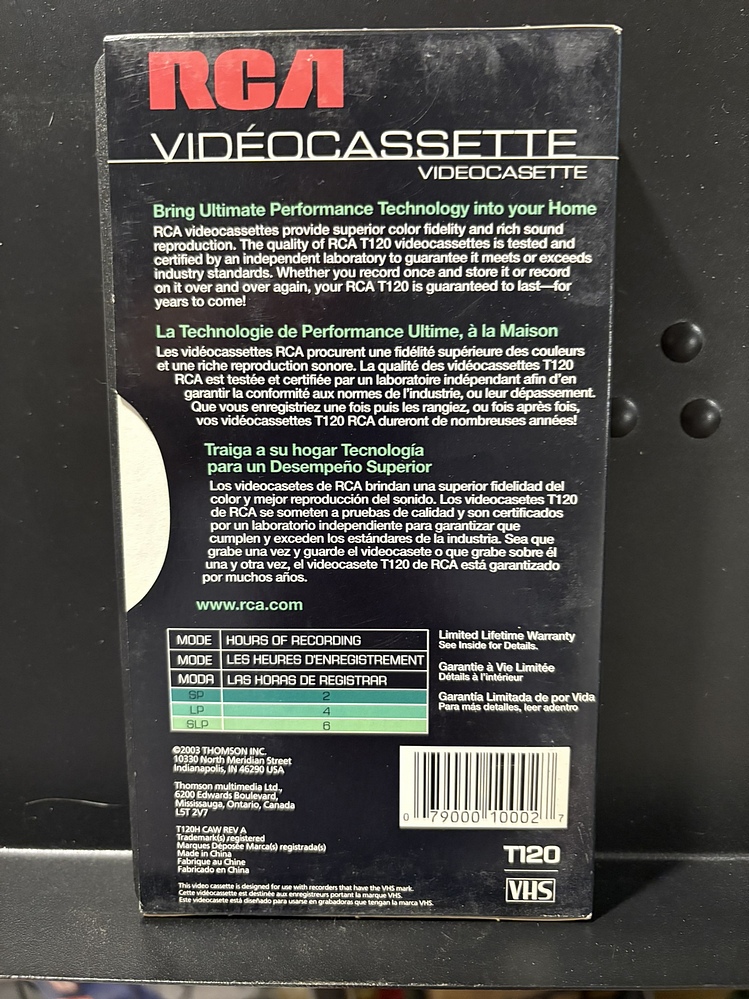 RCA
VIDÉOCASSETTE
VIDEOCASETTE
Bring Ultimate Performance Technology into your Home
RCA videocassettes provide superior color fidelity and rich sound
reproduction. The quality of RCA T120 videocassettes is tested and
certified by an independent laboratory to guarantee it meets or exceeds
industry standards. Whether you record once and store it or record
on it over and over again, your RCA T120 is guaranteed to last—for
years to come!
La Technologie de Performance Ultime, à la Maison
Les vidéocassettes RCA procurent une fidélité supérieure des couleurs
et une riche reproduction sonore. La qualité des vidéocassettes T120
RCA est testée et certifiée par un laboratoire indépendant afin d'en
garantir la conformité aux normes de l'industrie, ou leur dépassement.
Que vous enregistriez une fois puis les rangiez, ou fois après fois,
vos vidéocassettes T120 RCA dureront de nombreuses années!
Traiga a su hogar Tecnología
para un Desempeño Superior
Los videocasetes de RCA brindan una superior fidelidad del
color y mejor reproducción del sonido. Los videocasetes T120
de RCA se someten a pruebas de calidad y son certificados
por un laboratorio independiente para garantizar que
cumplen y exceden los estándares de la industria. Sea que
grabe una vez y guarde el videocasete o que grabe sobre él
una y otra vez, el videocasete T120 de RCA está garantizado
por muchos años.
www.rca.com
MODE HOURS OF RECORDING
MODE LES HEURES D'ENREGISTREMENT
MODA LAS HORAS DE REGISTRAR
SP 2
LP 4
SLP 6
Limited Lifetime Warranty
See Inside for Details.
Garantie à Vie Limitée
Détails à l'intérieur
Garantía Limitada de por Vida
Para más detalles, leer adentro
©2003 THOMSON INC.
10330 North Meridian Street
Indianapolis, IN 46290 USA
Thomson multimedia Ltd.,
6200 Edwards Boulevard,
Mississauga, Ontario, Canada
L5T 2V7
T120H CAW REV A
Trademark(s) registered
Marques Déposée Marca(s) registrada(s)
Made in China
Fabrique au Chine
Fabricado en China
0 79000 10002 7
T120
VHS
This video cassette is designed for use with recorders that have the VHS mark.
Cette vidéocassette est destinée aux enregistreurs portant la marque VHS.
Este videocasete está diseñado para usarse en grabadoras que tengan la marca VHS.